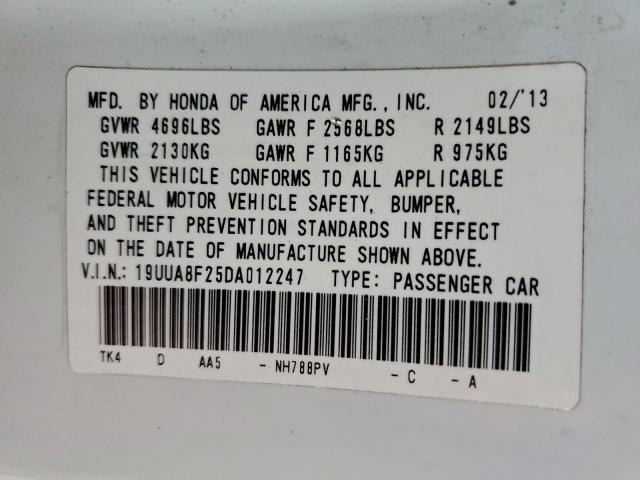 MFD. BY HONDA OF AMERICA MFG., INC. 02/'13
GVWR 4696LBS GAWR F 2568LBS R 2149LBS
GVWR 2130KG GAWR F 1165KG R 975KG
THIS VEHICLE CONFORMS TO ALL APPLICABLE
FEDERAL MOTOR VEHICLE SAFETY, BUMPER,
AND THEFT PREVENTION STANDARDS IN EFFECT
ON THE DATE OF MANUFACTURE SHOWN ABOVE.
V.I.N.: 19UUA8F25DA012247 TYPE: PASSENGER CAR
TK4 D AA5 - NH788PV - C - A